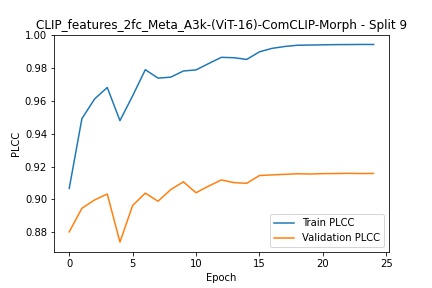 CLIP_features_2fc_Meta_A3k-(ViT-16)-ComCLIP-Morph - Split 9
1.00
0.98
0.96
0.94
0.92
0.90
0.88
PLCC
Train PLCC
Validation PLCC
0 5 10 15 20 25
Epoch